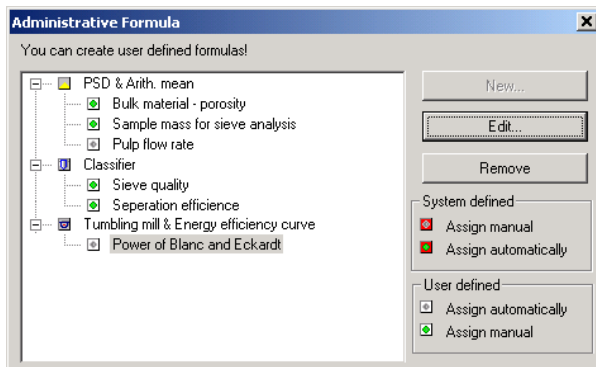 Administrative Formula
You can create user defined formulas!
PSD & Arith. mean
Bulk material - porosity
Sample mass for sieve analysis
Pulp flow rate
Classifier
Sieve quality
Seperation efficience
Tumbling mill & Energy efficiency curve
Power of Blanc and Eckardt
New...
Edit...
Remove
System defined
Assign manual
Assign automatically
User defined
Assign automatically
Assign manual